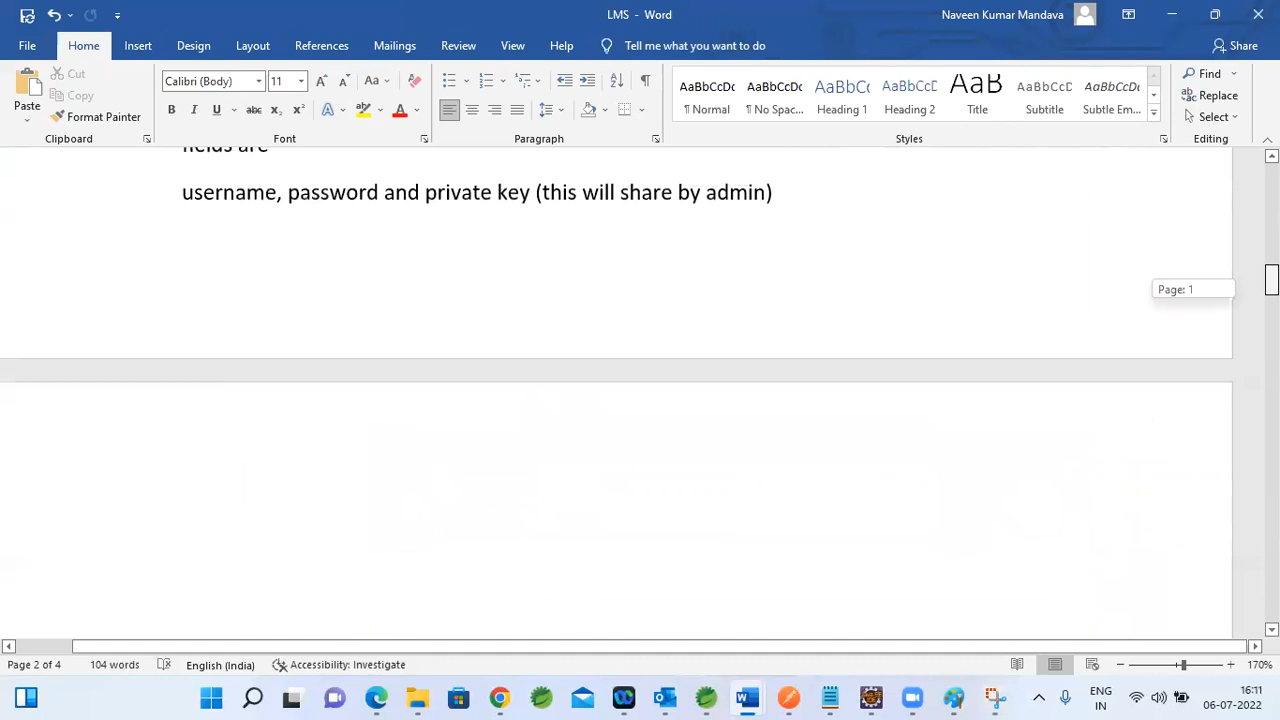 LMS - Word
Naveen Kumar Mandava
File Home Insert Design Layout References Mailings Review View Help Tell me what you want to do Share
Paste
Cut
Copy
Format Painter
Clipboard
Calibri (Body) 11
Font
Paragraph
AaBbCcDc AaBbCcDc AaBbCc AaBbCcD AaB AaBbCcD AaBbCcDc
¶ Normal ¶ No Spac... Heading 1 Heading 2 Title Subtitle Subtle Em...
Styles
Find
Replace
Select
Editing
fields are
username, password and private key (this will share by admin)
Page: 1
Page 2 of 4 104 words English (India) Accessibility: Investigate 170%
ENG
IN
16:11
06-07-2022